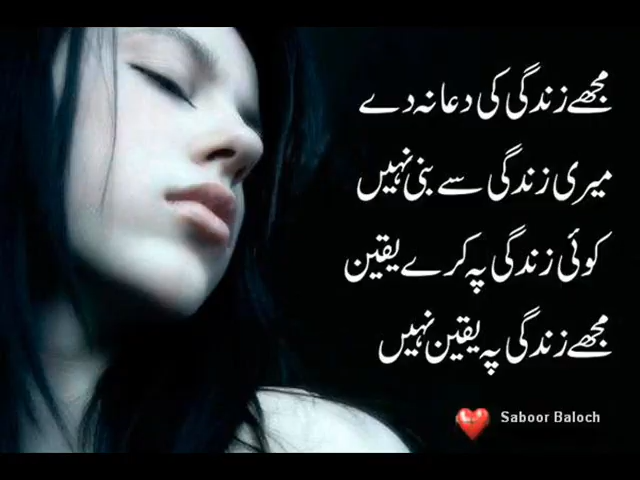 مجھے زندگی کی دعا نہ دے
میری زندگی سے بنی نہیں
کوئی زندگی پہ کرے یقین
مجھے زندگی پہ یقین نہیں
Saboor Baloch